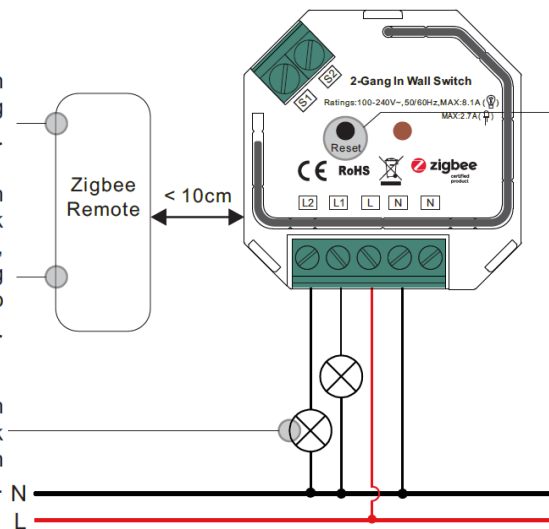 S1
S2
2-Gang In Wall Switch
Ratings:100-240V~,50/60Hz,MAX:8.1A( )
MAX:2.7A( )
Reset
CE RoHS zigbee
certified
product
L2 L1 L N N
Zigbee
Remote
< 10cm
N
L